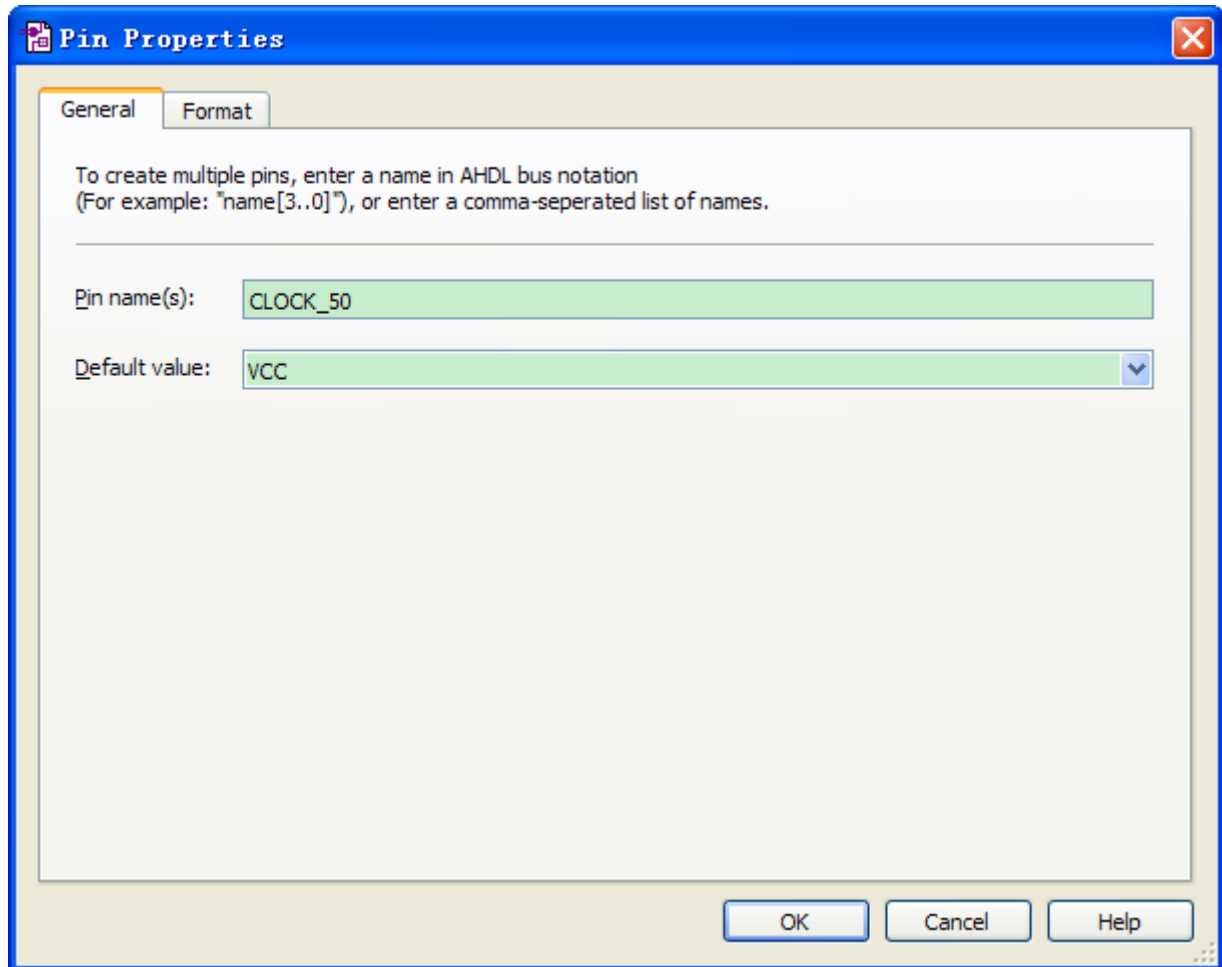 Pin Properties
General Format
To create multiple pins, enter a name in AHDL bus notation
(For example: "name[3..0]"), or enter a comma-seperated list of names.
Pin name(s): CLOCK_50
Default value: VCC
OK Cancel Help